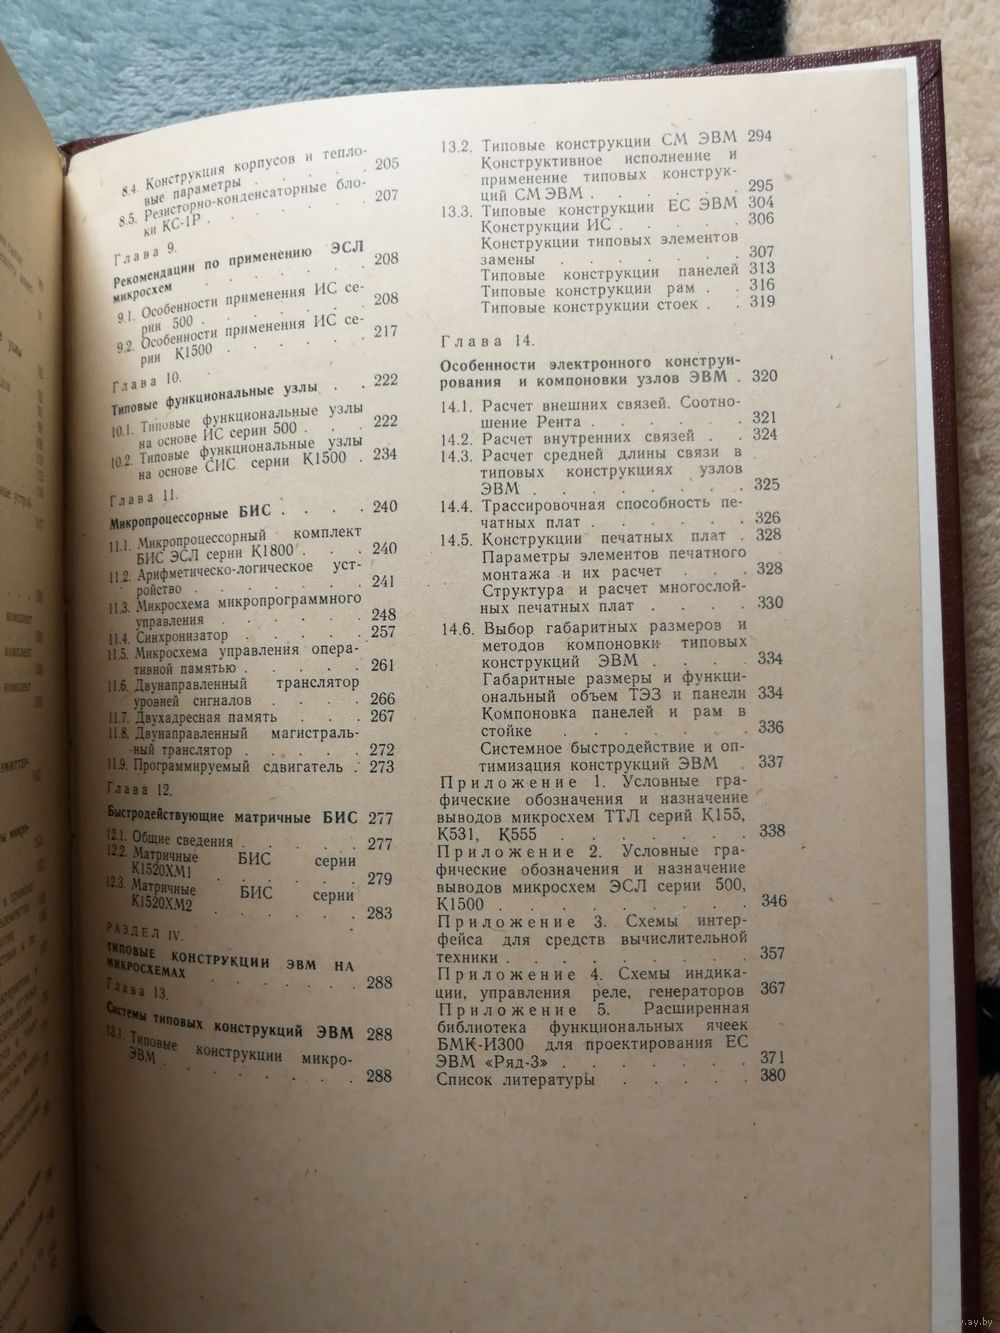 8.4. Конструкция корпусов и тепло-
вые параметры . . . . . 205
8.5. Резисторно-конденсаторные бло-
ки КС-1Р . . . . . . 207
Глава 9.
Рекомендации по применению ЭСЛ
микросхем . . . . . . 208
9.1. Особенности применения ИС се-
рии 500 . . . . . . 208
9.2. Особенности применения ИС се-
рии К1500 . . . . . . 217
Глава 10.
Типовые функциональные узлы . . 222
10.1. Типовые функциональные узлы
на основе ИС серии 500 . . . 222
10.2. Типовые функциональные узлы
на основе СИС серии К1500 . 234
Глава 11.
Микропроцессорные БИС . . . . 240
11.1. Микропроцессорный комплект
БИС ЭСЛ серии К1800 . . . 240
11.2. Арифметическо-логическое уст-
ройство . . . . . . 241
11.3. Микросхема микропрограммного
управления . . . . . . 248
11.4. Синхронизатор . . . . . 257
11.5. Микросхема управления опера-
тивной памятью . . . . . 261
11.6. Двунаправленный транслятор
уровней сигналов . . . . 266
11.7. Двухадресная память . . . 267
11.8. Двунаправленный магистраль-
ный транслятор . . . . . 272
11.9. Программируемый сдвигатель . 273
Глава 12.
Быстродействующие матричные БИС 277
12.1. Общие сведения . . . . . 277
12.2. Матричные БИС серии
К1520ХМ1 . . . . . . 279
12.3. Матричные БИС серии
К1520ХМ2 . . . . . . 283
РАЗДЕЛ IV.
ТИПОВЫЕ КОНСТРУКЦИИ ЭВМ НА
МИКРОСХЕМАХ . . . . . . 288
Глава 13.
Системы типовых конструкций ЭВМ 288
13.1. Типовые конструкции микро-
ЭВМ . . . . . . . . 288
13.2. Типовые конструкции СМ ЭВМ 294
Конструктивное исполнение и
применение типовых конструк-
ций СМ ЭВМ . . . . . . 295
13.3. Типовые конструкции ЕС ЭВМ 304
Конструкции ИС . . . . . 306
Конструкции типовых элементов
замены . . . . . . . 307
Типовые конструкции панелей 313
Типовые конструкции рам . . 316
Типовые конструкции стоек . . 319
Глава 14.
Особенности электронного конструи-
рования и компоновки узлов ЭВМ . 320
14.1. Расчет внешних связей. Соотно-
шение Рента . . . . . . 321
14.2. Расчет внутренних связей . . 324
14.3. Расчет средней длины связи в
типовых конструкциях узлов
ЭВМ . . . . . . . . 325
14.4. Трассировочная способность пе-
чатных плат . . . . . . 326
14.5. Конструкции печатных плат . 328
Параметры элементов печатного
монтажа и их расчет . . . 328
Структура и расчет многослой-
ных печатных плат . . . . 330
14.6. Выбор габаритных размеров и
методов компоновки типовых
конструкций ЭВМ . . . . 334
Габаритные размеры и функци-
ональный объем ТЭЗ и панели 334
Компоновка панелей и рам в
стойке . . . . . . . 336
Системное быстродействие и оп-
тимизация конструкций ЭВМ . 337
Приложение 1. Условные гра-
фические обозначения и назначение
выводов микросхем ТТЛ серий К155,
К531, К555 . . . . . . . 338
Приложение 2. Условные гра-
фические обозначения и назначение
выводов микросхем ЭСЛ серии 500,
К1500 . . . . . . . . . 346
Приложение 3. Схемы интер-
фейса для средств вычислительной
техники . . . . . . . . . 357
Приложение 4. Схемы индика-
ции, управления реле, генераторов 367
Приложение 5. Расширенная
библиотека функциональных ячеек
БМК-И300 для проектирования ЕС
ЭВМ «Ряд-3» . . . . . . . 371
Список литературы . . . . . 380
www.ay.by